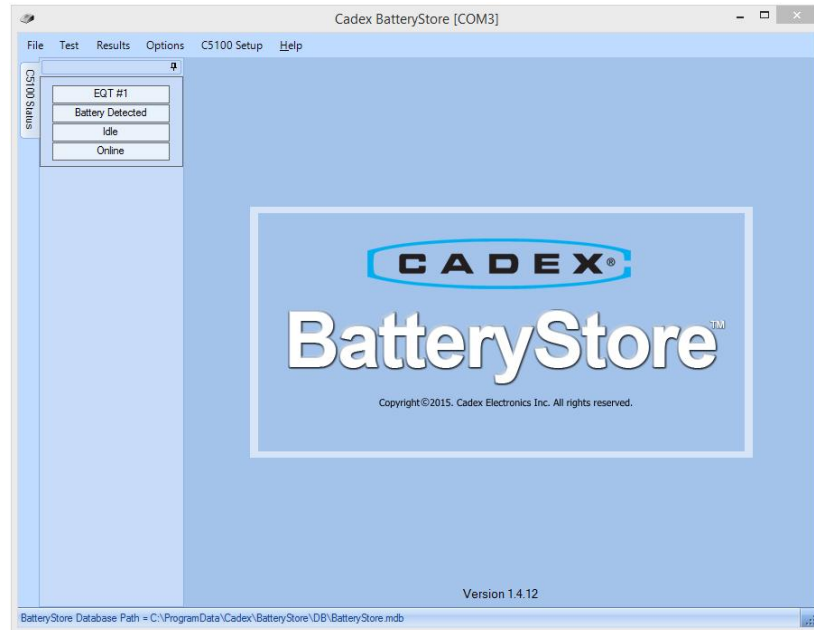 Cadex BatteryStore [COM3]
File Test Results Options C5100 Setup Help
C5100 Status
EQT #1
Battery Detected
Idle
Online
CADEX®
BatteryStore™
Copyright©2015. Cadex Electronics Inc. All rights reserved.
Version 1.4.12
BatteryStore Database Path = C:\ProgramData\Cadex\BatteryStore\DB\BatteryStore.mdb